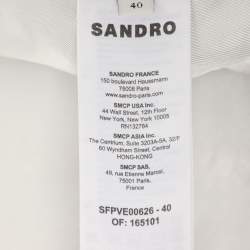 40
SANDRO
SANDRO FRANCE
150 boulevard Haussmann
75008 Paris
www.sandro-paris.com
SMCP USA Inc.
44 Wall Street, 12th Floor
New York, New York 10005
RN132784
SMCP ASIA Inc.
The Centrium, Suite 3203-5A, 32/F
60 Wyndham Street, Central
HONG-KONG
SMCP SAS,
49, rue Etienne Marcel,
75001 Paris,
France
SFPVE00626 - 40
OF: 165101